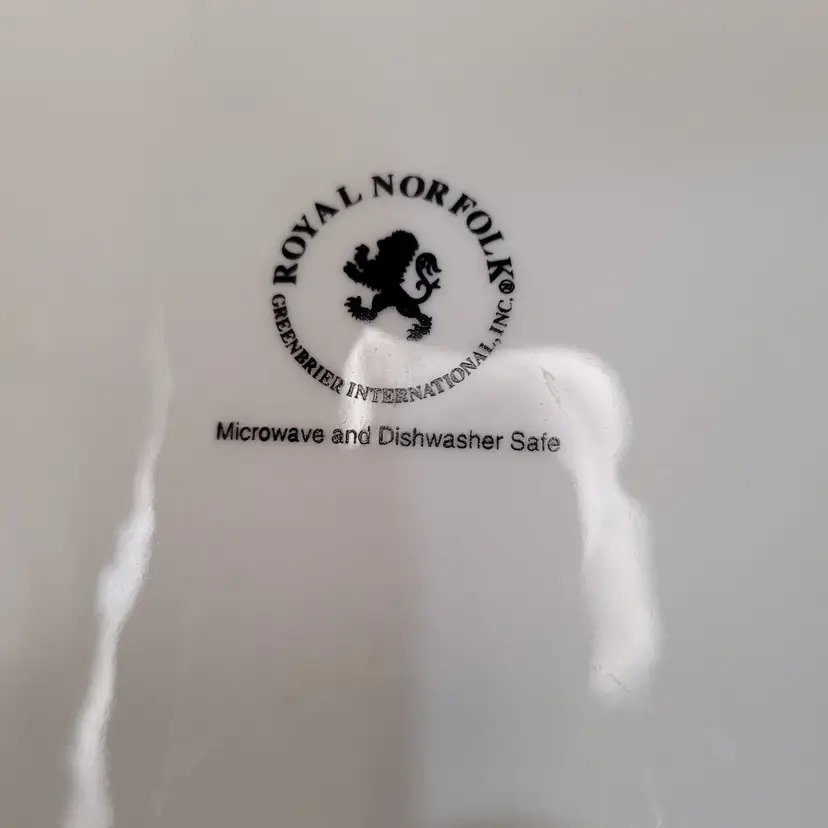 ROYAL NORFOLK®
GREENBRIER INTERNATIONAL, INC.
Microwave and Dishwasher Safe